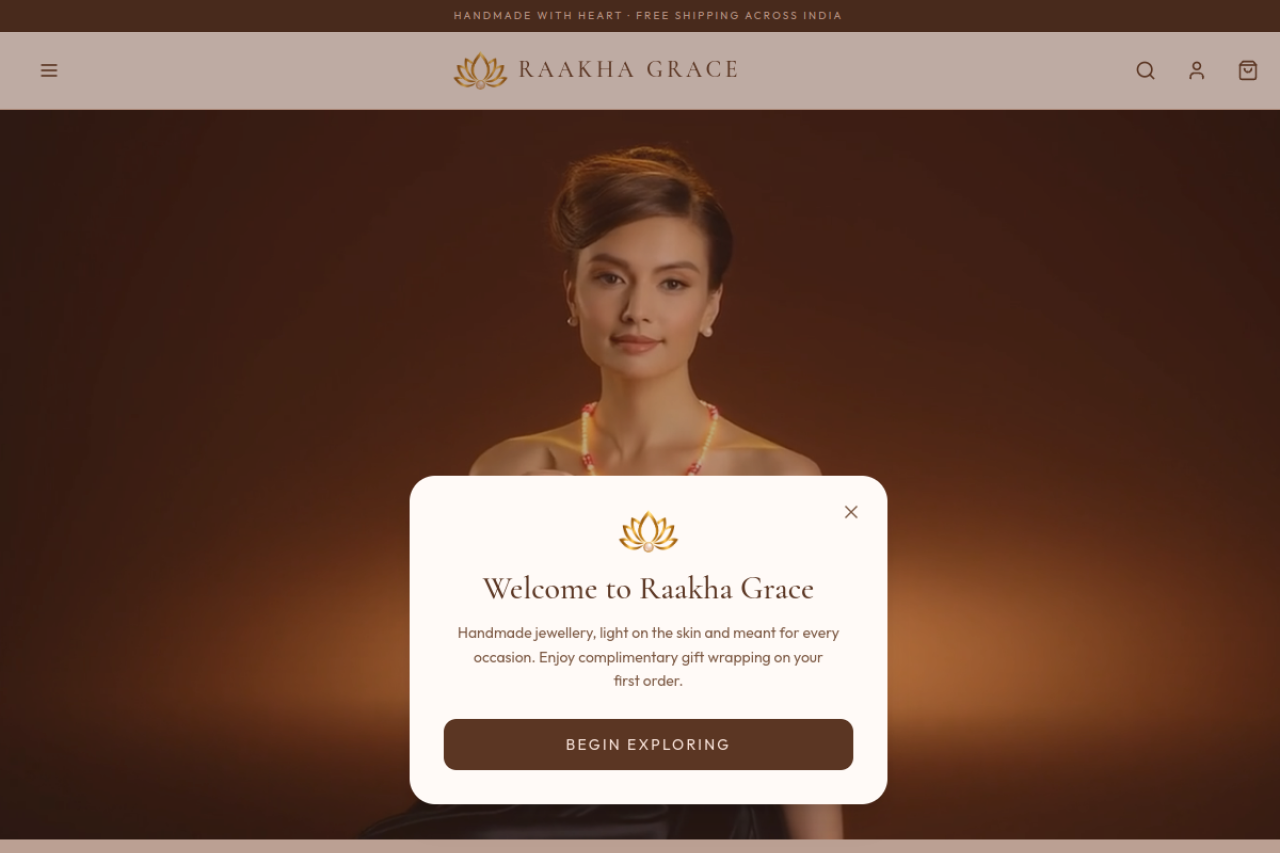 HANDMADE WITH HEART · FREE SHIPPING ACROSS INDIA
RAAKHA GRACE
Welcome to Raakha Grace
Handmade jewellery, light on the skin and meant for every
occasion. Enjoy complimentary gift wrapping on your
first order.
BEGIN EXPLORING